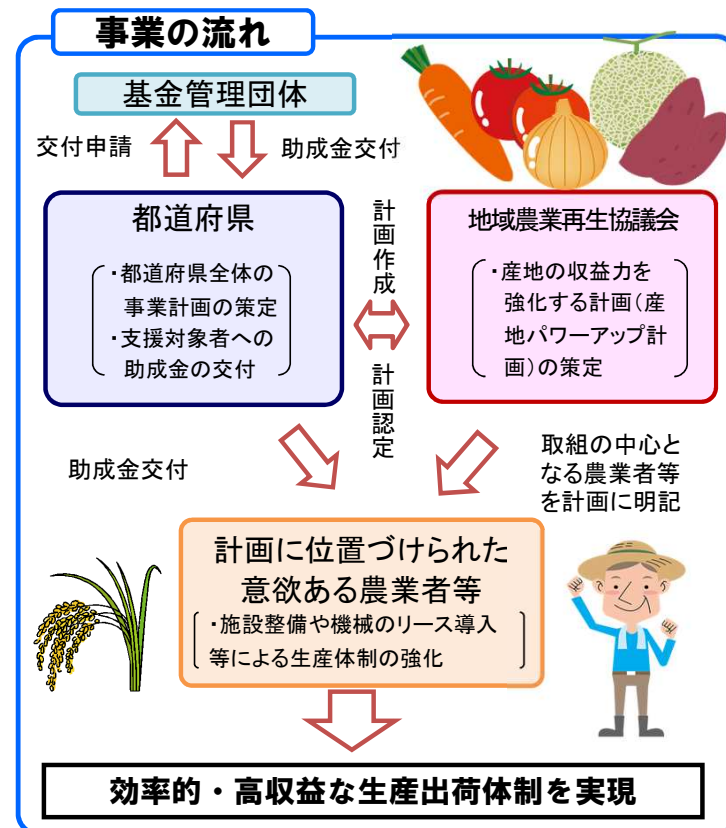 事業の流れ
基金管理団体
交付申請
助成金交付
都道府県
・都道府県全体の
事業計画の策定
・支援対象者への
助成金の交付
計画作成
計画認定
地域農業再生協議会
・産地の収益力を
強化する計画(産
地パワーアップ計
画)の策定
助成金交付
取組の中心と
なる農業者等
を計画に明記
計画に位置づけられた
意欲ある農業者等
・施設整備や機械のリース導入
等による生産体制の強化
効率的・高収益な生産出荷体制を実現